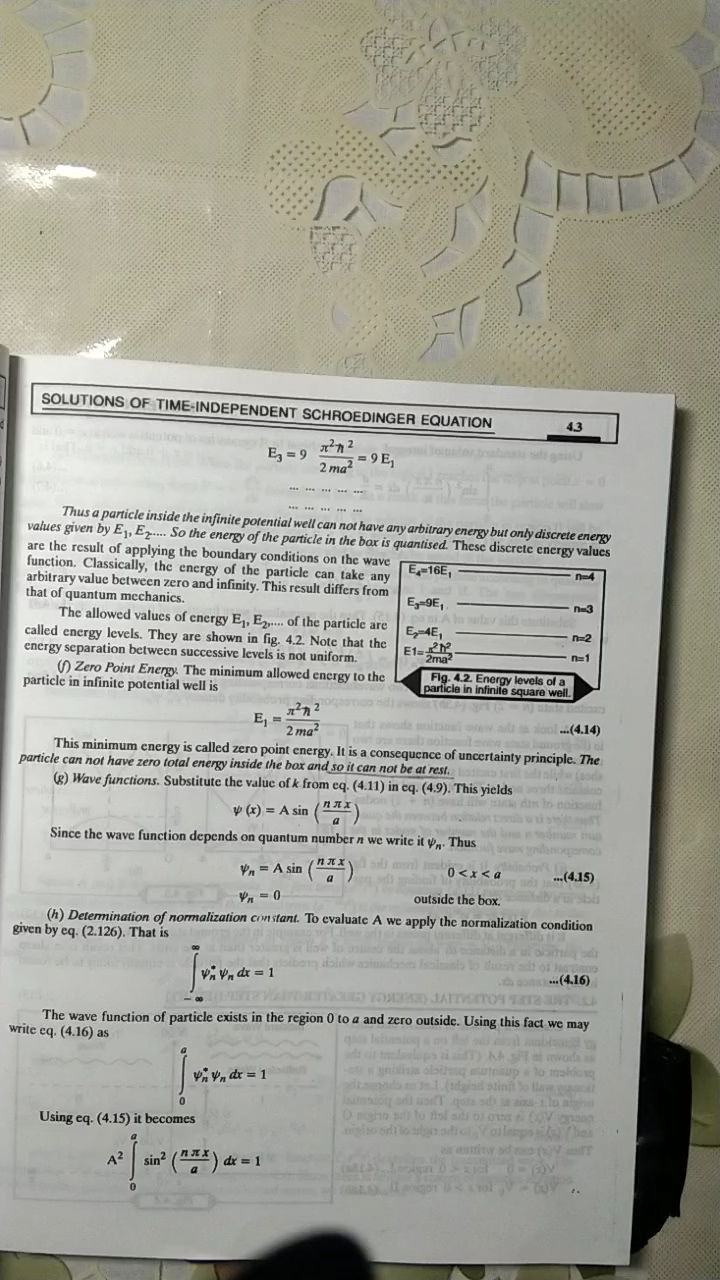 SOLUTIONS OF TIME-INDEPENDENT SCHROEDINGER EQUATION 4.3
E₃ = 9 π²ħ²/2 ma² = 9 E₁
... ... ... ... ...
... ... ... ... ...
Thus a particle inside the infinite potential well can not have any arbitrary energy but only discrete energy
values given by E₁, E₂.... So the energy of the particle in the box is quantised. These discrete energy values
are the result of applying the boundary conditions on the wave
function. Classically, the energy of the particle can take any
arbitrary value between zero and infinity. This result differs from
that of quantum mechanics.
The allowed values of energy E₁, E₂,.... of the particle are
called energy levels. They are shown in fig. 4.2. Note that the
energy separation between successive levels is not uniform.
(f) Zero Point Energy. The minimum allowed energy to the
particle in infinite potential well is
E₄=16E₁ n=4
E₃=9E₁ n=3
E₂=4E₁ n=2
E1=π²ħ²/2ma² n=1
Fig. 4.2. Energy levels of a
particle in infinite square well.
E₁ = π²ħ²/2 ma² ...(4.14)
This minimum energy is called zero point energy. It is a consequence of uncertainty principle. The
particle can not have zero total energy inside the box and so it can not be at rest.
(g) Wave functions. Substitute the value of k from eq. (4.11) in eq. (4.9). This yields
ψ (x) = A sin (nπx/a)
Since the wave function depends on quantum number n we write it ψₙ. Thus
ψₙ = A sin (nπx/a) 0 < x < a ...(4.15)
ψₙ = 0 outside the box.
(h) Determination of normalization constant. To evaluate A we apply the normalization condition
given by eq. (2.126). That is
∫_{-∞}^{∞} ψₙ* ψₙ dx = 1 ...(4.16)
The wave function of particle exists in the region 0 to a and zero outside. Using this fact we may
write eq. (4.16) as
∫_{0}^{a} ψₙ* ψₙ dx = 1
Using eq. (4.15) it becomes
A² ∫_{0}^{a} sin² (nπx/a) dx = 1